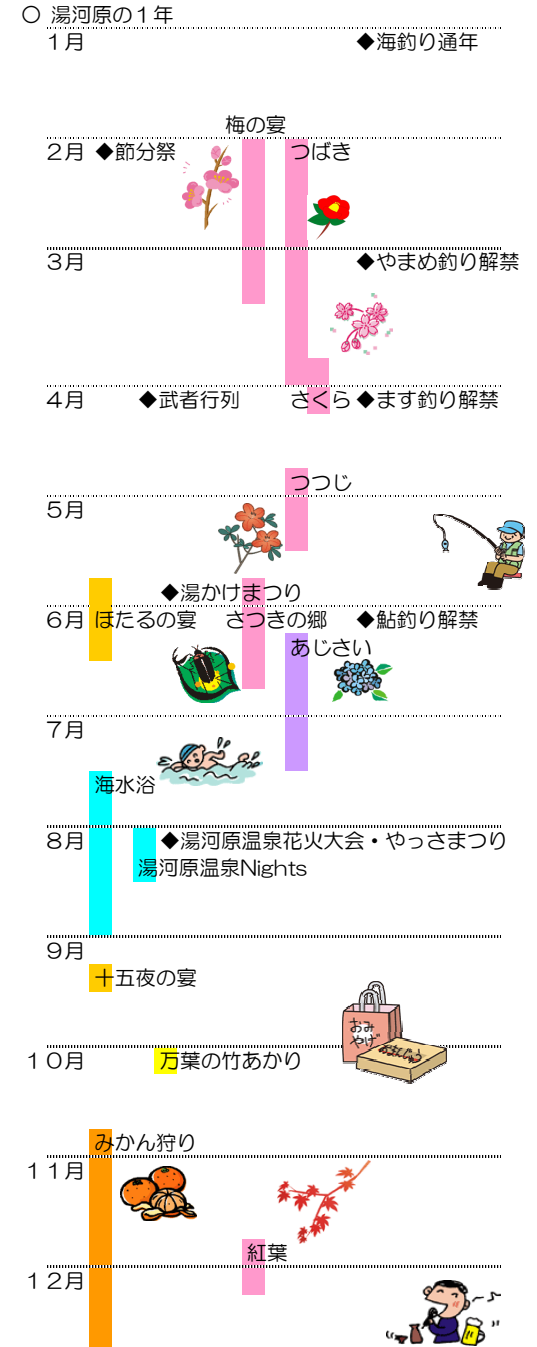 〇 湯河原の１年
１月 ◆海釣り通年
梅の宴
２月 ◆節分祭 つばき
３月 ◆やまめ釣り解禁
４月 ◆武者行列 さくら ◆ます釣り解禁
つつじ
５月
◆湯かけまつり
６月 ほたるの宴 さつきの郷 ◆鮎釣り解禁
あじさい
７月
海水浴
８月 ◆湯河原温泉花火大会・やっさまつり
湯河原温泉Nights
９月
十五夜の宴
おみ
やげ
１０月 万葉の竹あかり
みかん狩り
１１月
紅葉
１２月